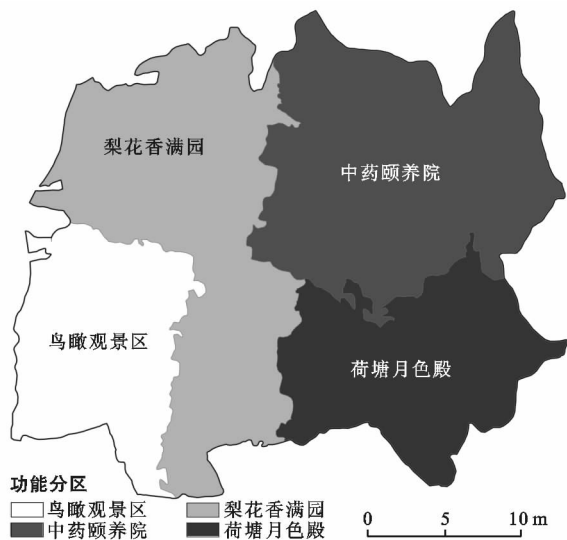 梨花香满园
中药颐养院
鸟瞰观景区
荷塘月色殿
功能分区
鸟瞰观景区 梨花香满园
中药颐养院 荷塘月色殿
0 5 10 m